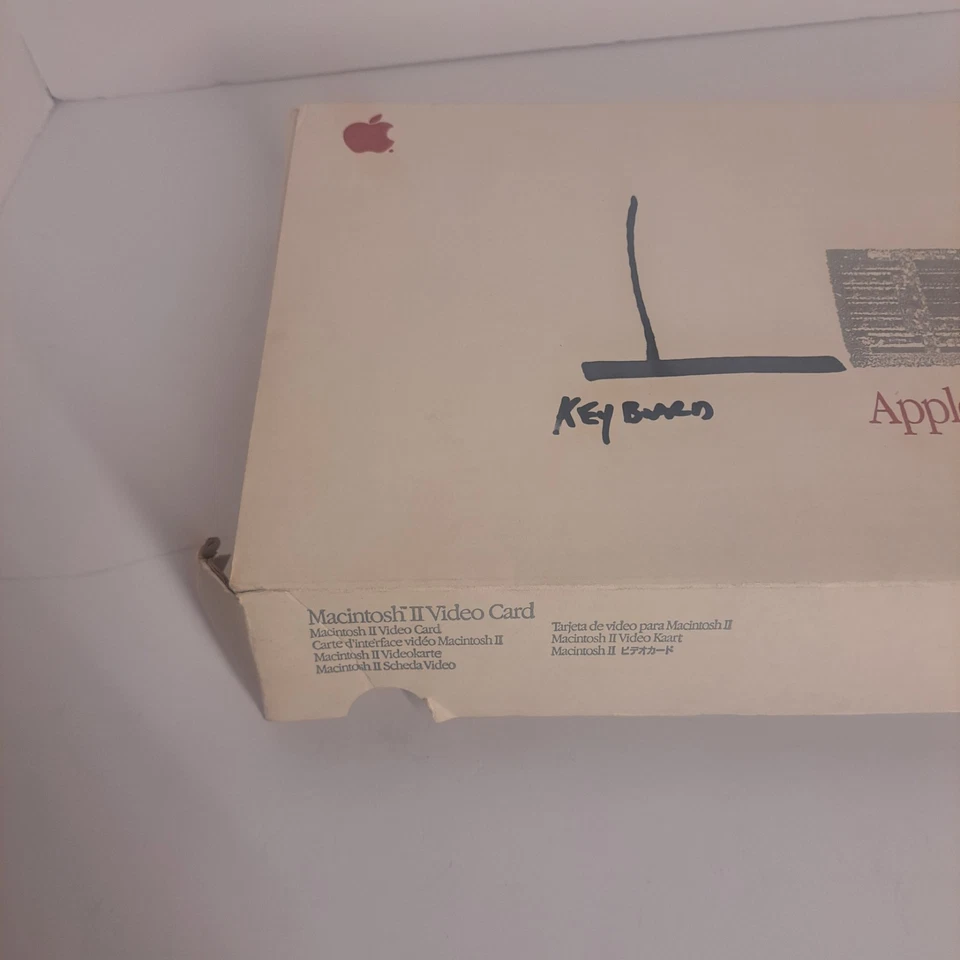 KEYBOARD
Appl
Macintosh™ II Video Card
Macintosh II Video Card
Carte d'interface vidéo Macintosh II
Macintosh II Videokarte
Macintosh II Scheda Video
Tarjeta de video para Macintosh II
Macintosh II Video Kaart
Macintosh II ビデオカード